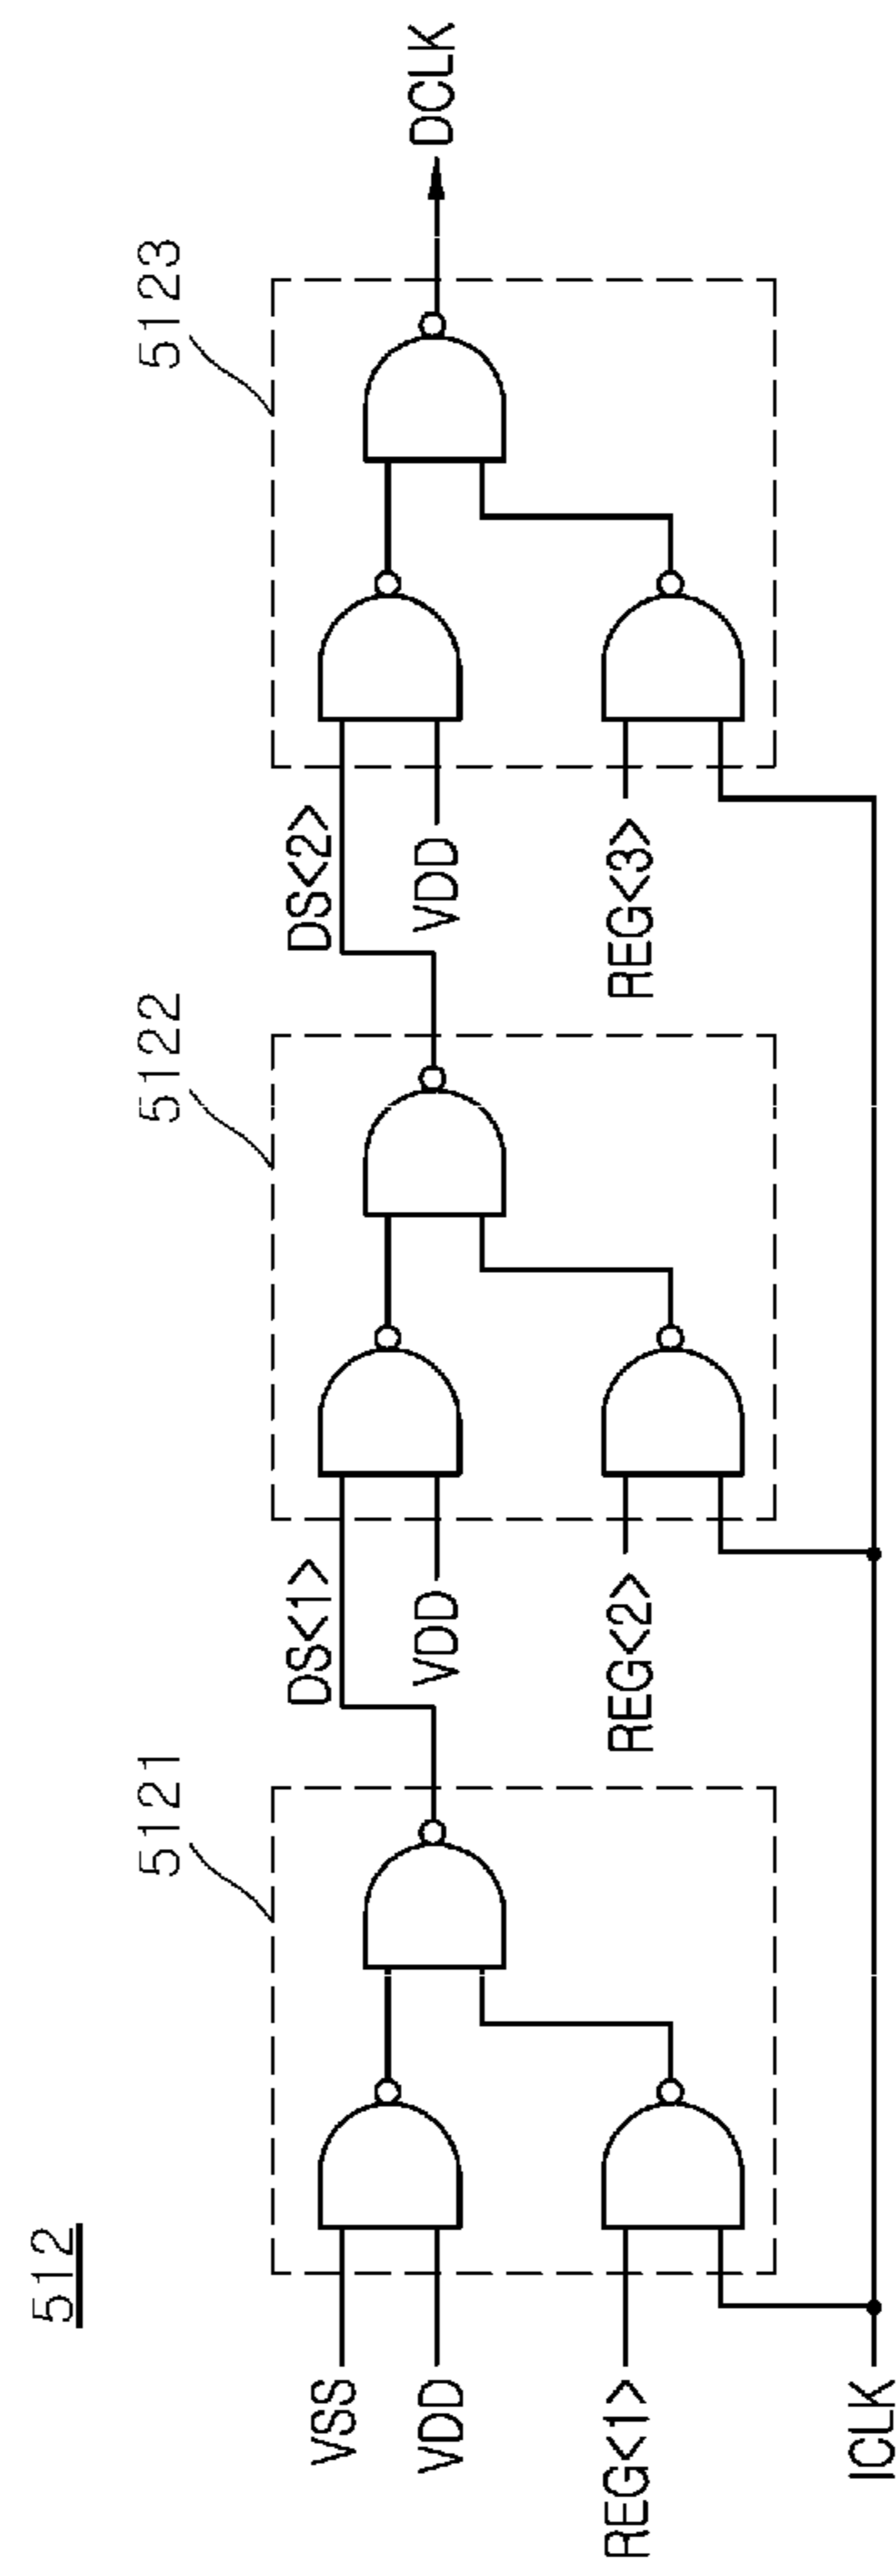 512
5121
5122
5123
VSS
VDD
REG<1>
ICLK
DS<1>
VDD
REG<2>
DS<2>
VDD
REG<3>
DCLK